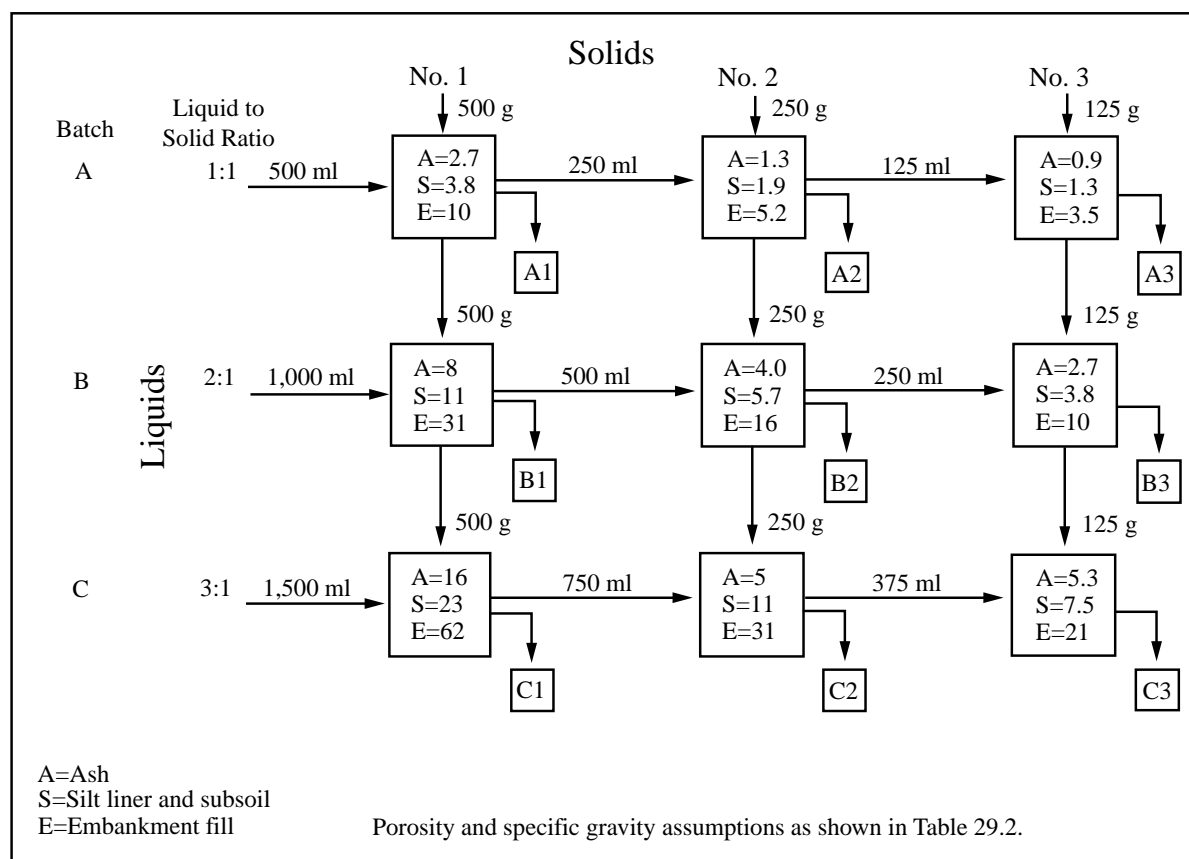 Solids
No. 1
No. 2
No. 3
500 g
250 g
125 g
Batch
Liquid to
Solid Ratio
A
1:1
500 ml
A=2.7
S=3.8
E=10
250 ml
A=1.3
S=1.9
E=5.2
125 ml
A=0.9
S=1.3
E=3.5
A1
A2
A3
500 g
250 g
125 g
Liquids
B
2:1
1,000 ml
A=8
S=11
E=31
500 ml
A=4.0
S=5.7
E=16
250 ml
A=2.7
S=3.8
E=10
B1
B2
B3
500 g
250 g
125 g
C
3:1
1,500 ml
A=16
S=23
E=62
750 ml
A=5
S=11
E=31
375 ml
A=5.3
S=7.5
E=21
C1
C2
C3
A=Ash
S=Silt liner and subsoil
E=Embankment fill
Porosity and specific gravity assumptions as shown in Table 29.2.